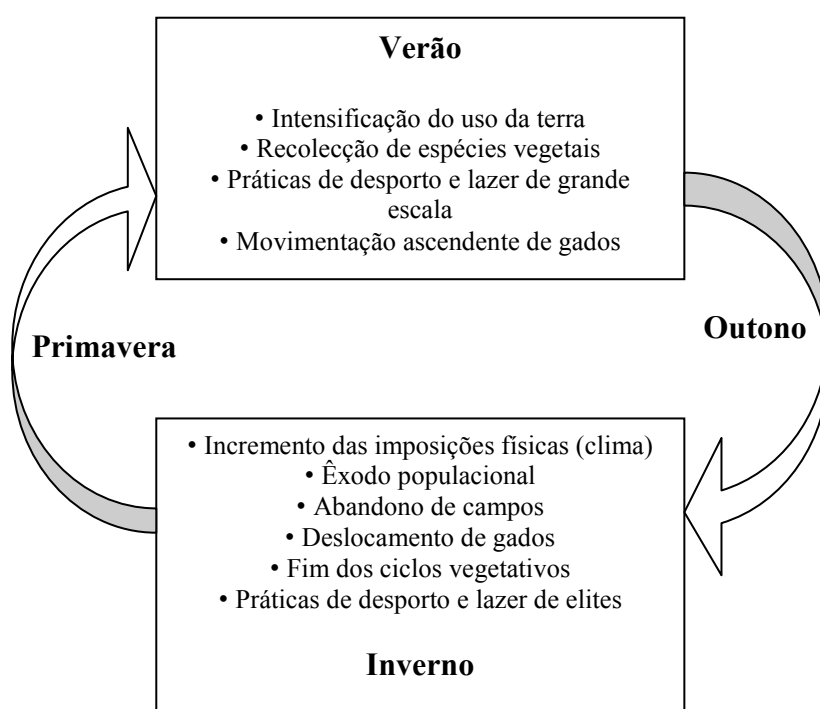 Verão
• Intensificação do uso da terra
• Recolecção de espécies vegetais
• Práticas de desporto e lazer de grande
escala
• Movimentação ascendente de gados
Primavera
Outono
• Incremento das imposições físicas (clima)
• Êxodo populacional
• Abandono de campos
• Deslocamento de gados
• Fim dos ciclos vegetativos
• Práticas de desporto e lazer de elites
Inverno